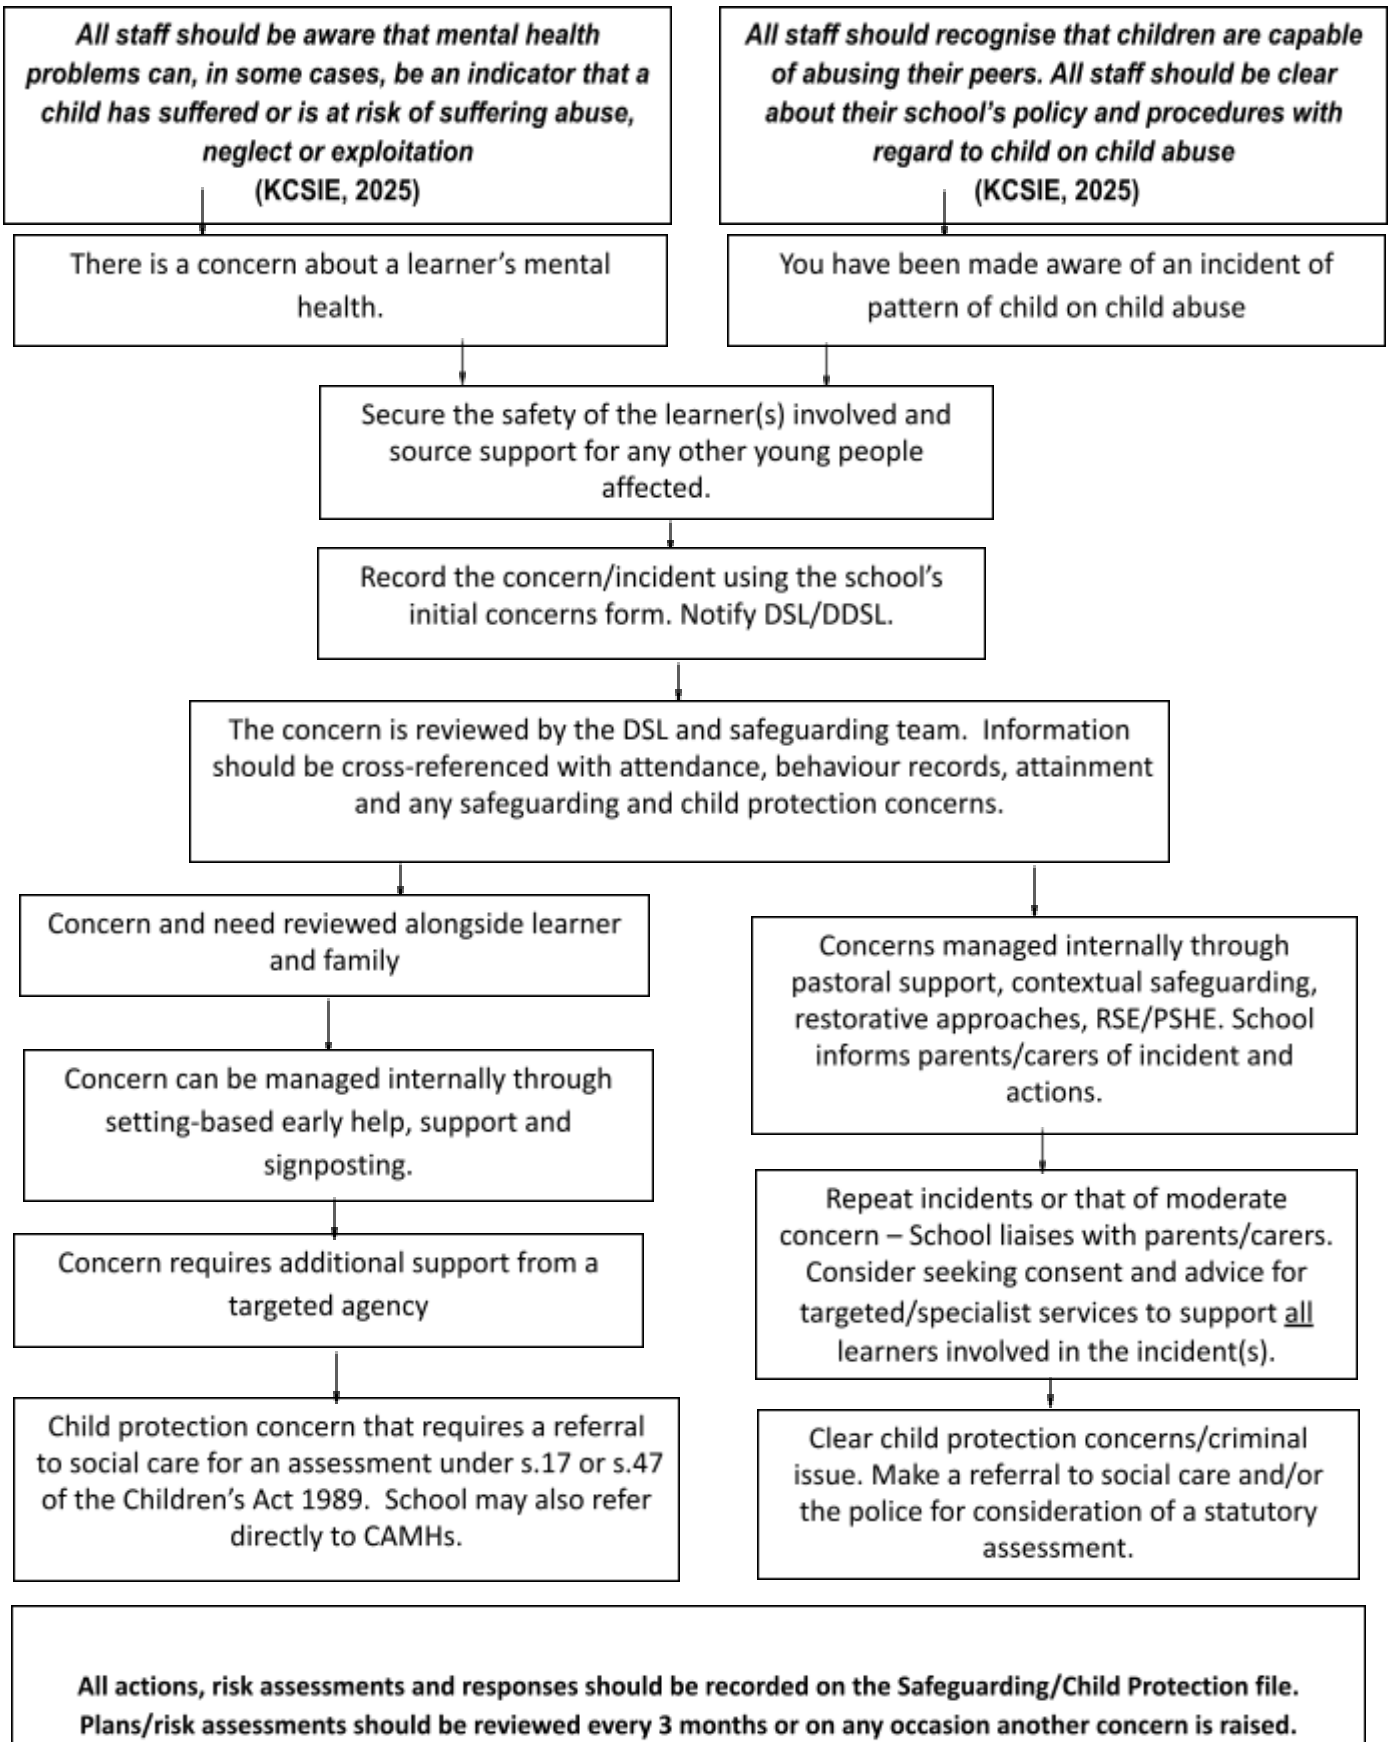 All staff should be aware that mental health
problems can, in some cases, be an indicator that a
child has suffered or is at risk of suffering abuse,
neglect or exploitation
(KCSIE, 2025)
All staff should recognise that children are capable
of abusing their peers. All staff should be clear
about their school's policy and procedures with
regard to child on child abuse
(KCSIE, 2025)
There is a concern about a learner's mental
health.
You have been made aware of an incident of
pattern of child on child abuse
Secure the safety of the learner(s) involved and
source support for any other young people
affected.
Record the concern/incident using the school's
initial concerns form. Notify DSL/DDSL.
The concern is reviewed by the DSL and safeguarding team. Information
should be cross-referenced with attendance, behaviour records, attainment
and any safeguarding and child protection concerns.
Concern and need reviewed alongside learner
and family
Concern can be managed internally through
setting-based early help, support and
signposting.
Concern requires additional support from a
targeted agency
Child protection concern that requires a referral
to social care for an assessment under s.17 or s.47
of the Children's Act 1989. School may also refer
directly to CAMHs.
Concerns managed internally through
pastoral support, contextual safeguarding,
restorative approaches, RSE/PSHE. School
informs parents/carers of incident and
actions.
Repeat incidents or that of moderate
concern – School liaises with parents/carers.
Consider seeking consent and advice for
targeted/specialist services to support all
learners involved in the incident(s).
Clear child protection concerns/criminal
issue. Make a referral to social care and/or
the police for consideration of a statutory
assessment.
All actions, risk assessments and responses should be recorded on the Safeguarding/Child Protection file.
Plans/risk assessments should be reviewed every 3 months or on any occasion another concern is raised.